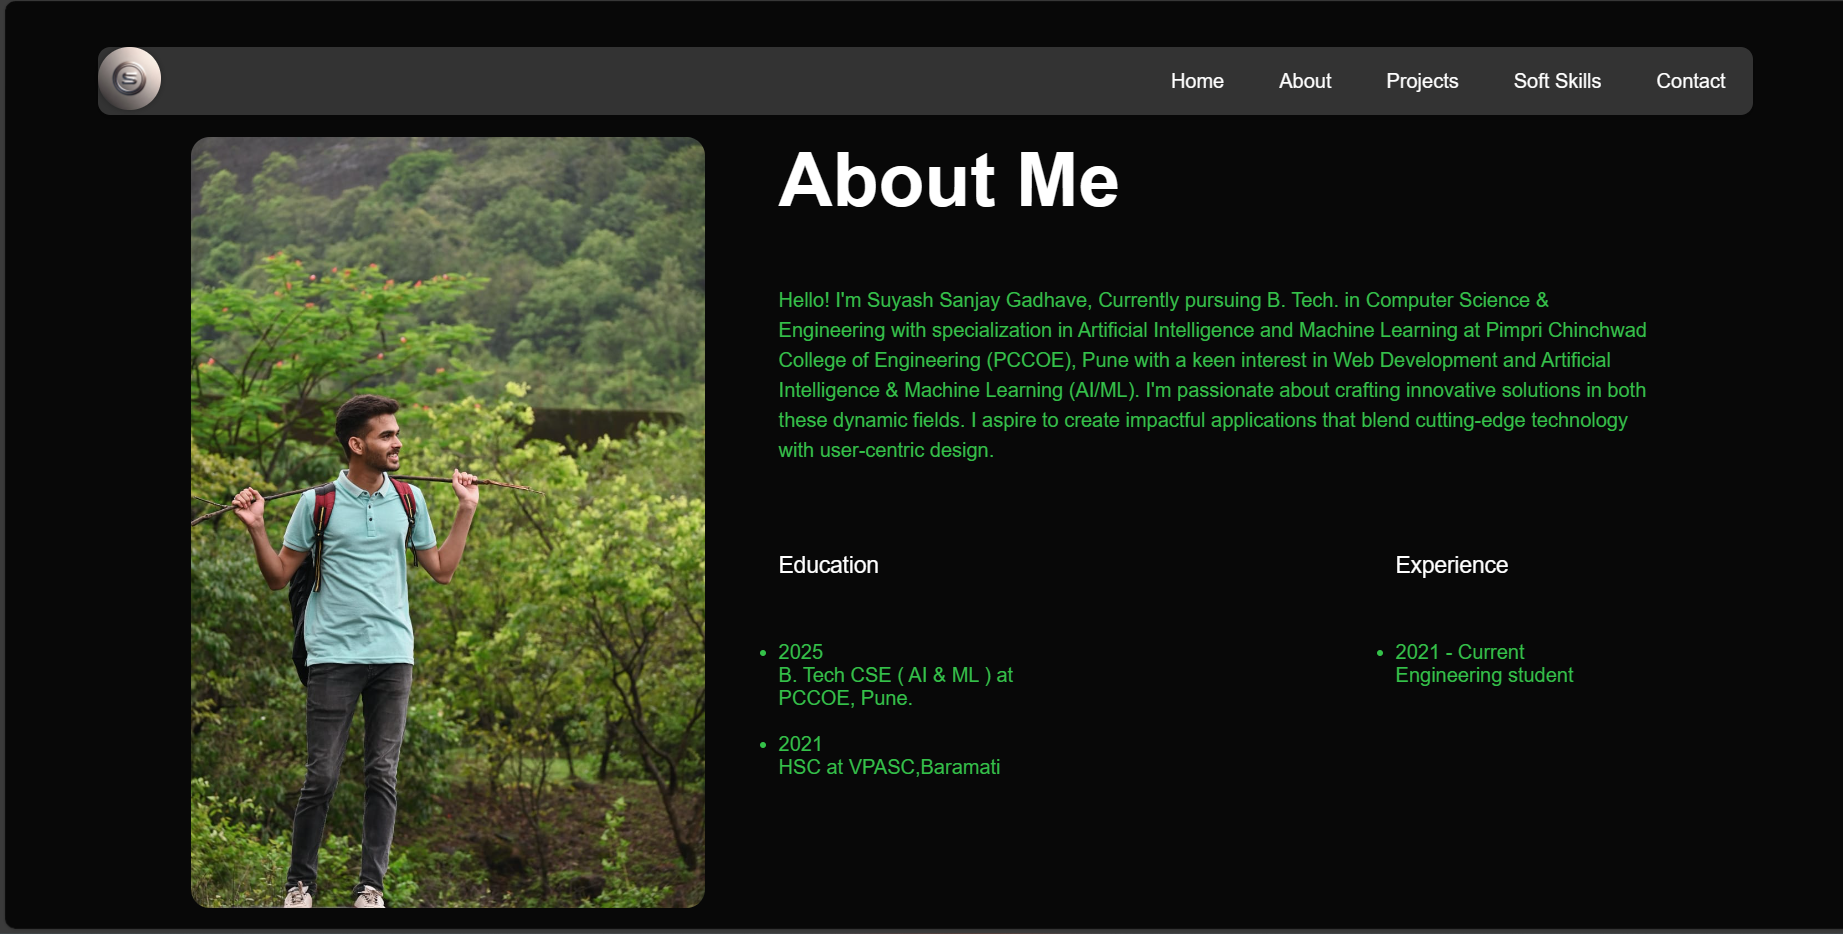 S
Home About Projects Soft Skills Contact
About Me
Hello! I'm Suyash Sanjay Gadhave, Currently pursuing B. Tech. in Computer Science &
Engineering with specialization in Artificial Intelligence and Machine Learning at Pimpri Chinchwad
College of Engineering (PCCOE), Pune with a keen interest in Web Development and Artificial
Intelligence & Machine Learning (AI/ML). I'm passionate about crafting innovative solutions in both
these dynamic fields. I aspire to create impactful applications that blend cutting-edge technology
with user-centric design.
Education
• 2025
B. Tech CSE ( AI & ML ) at
PCCOE, Pune.
• 2021
HSC at VPASC,Baramati
Experience
• 2021 - Current
Engineering student